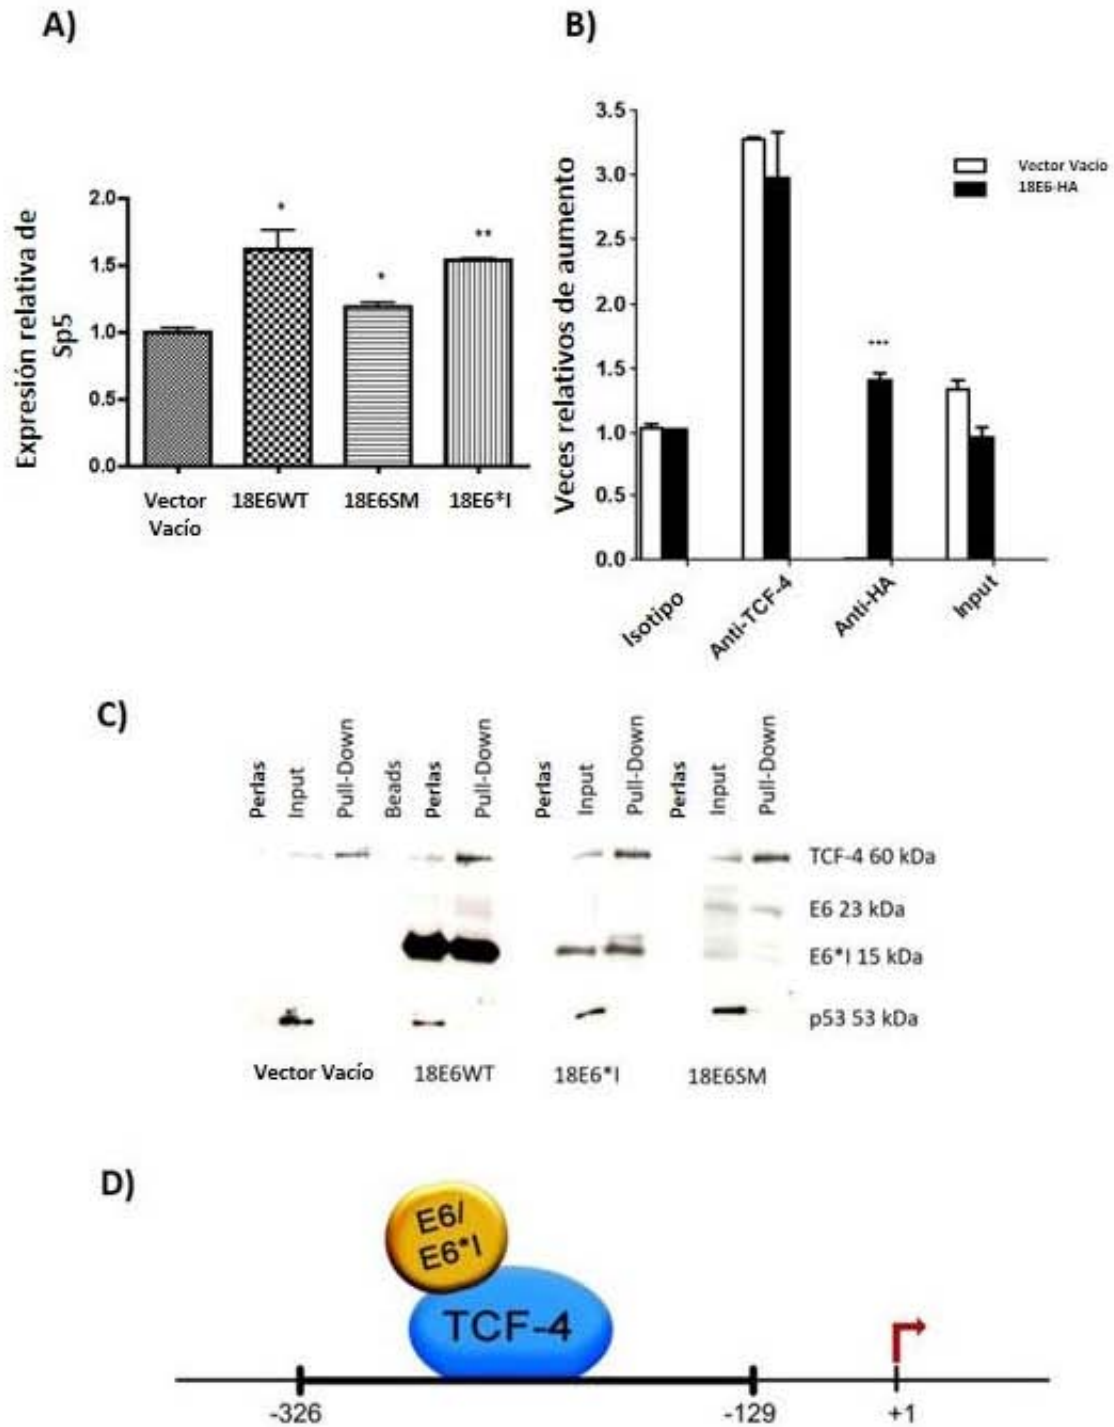 A)
Expresión relativa de
Sp5
2.0
1.5
1.0
0.5
0.0
*
*
**
Vector
Vacío
18E6WT
18E6SM
18E6*I
B)
Veces relativos de aumento
3.5
3.0
2.5
2.0
1.5
1.0
0.5
0.0
***
Vector Vacío
18E6-HA
Isotipo
Anti-TCF-4
Anti-HA
Input
C)
Perlas
Input
Pull-Down
Beads
Perlas
Pull-Down
Perlas
Input
Pull-Down
Perlas
Input
Pull-Down
TCF-4 60 kDa
E6 23 kDa
E6*I 15 kDa
p53 53 kDa
Vector Vacío
18E6WT
18E6*I
18E6SM
D)
E6/
E6*I
TCF-4
-326
-129
+1